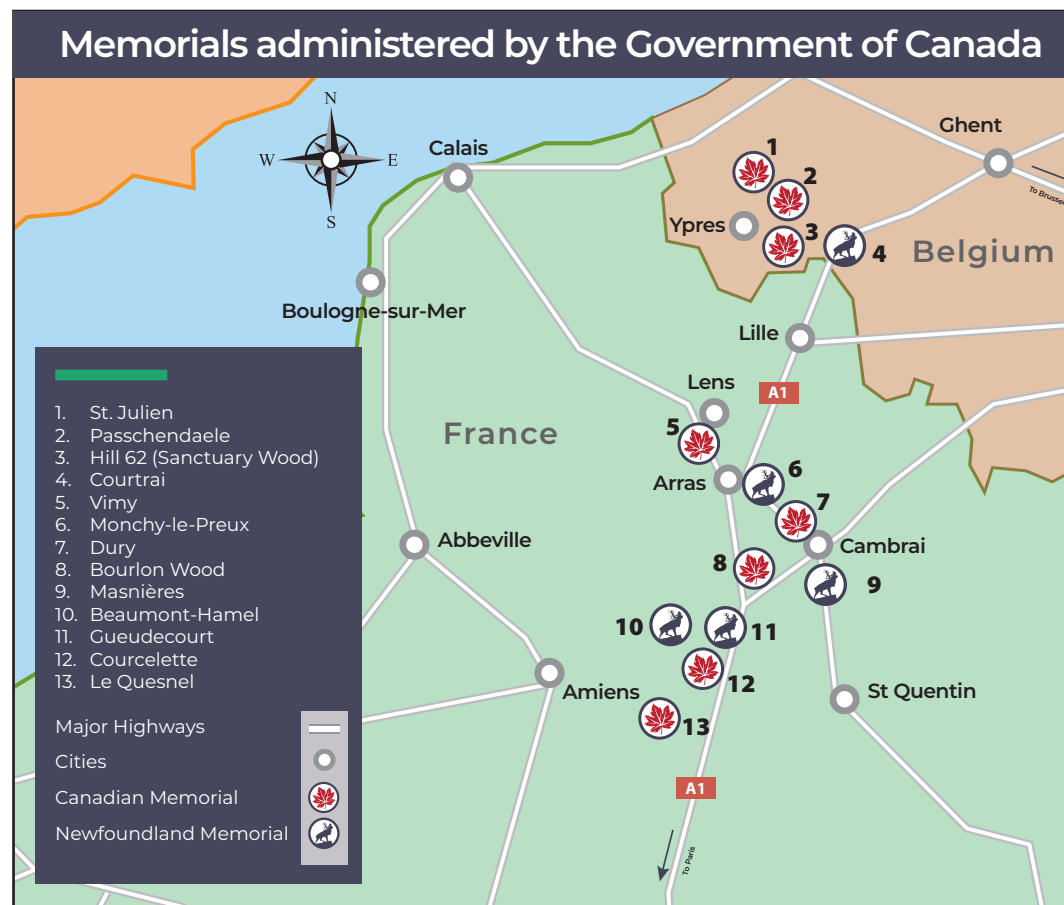 Memorials administered by the Government of Canada
N
W
E
S
Calais
Ghent
1
2
To Brusse
Ypres
3
4
Belgium
Boulogne-sur-Mer
Lille
Lens
A1
France
5
Arras
6
7
Abbeville
Cambrai
8
9
10
11
12
Amiens
St Quentin
13
A1
To Paris
1. St. Julien
2. Passchendaele
3. Hill 62 (Sanctuary Wood)
4. Courtrai
5. Vimy
6. Monchy-le-Preux
7. Dury
8. Bourlon Wood
9. Masnières
10. Beaumont-Hamel
11. Gueudecourt
12. Courcelette
13. Le Quesnel
Major Highways
Cities
Canadian Memorial
Newfoundland Memorial